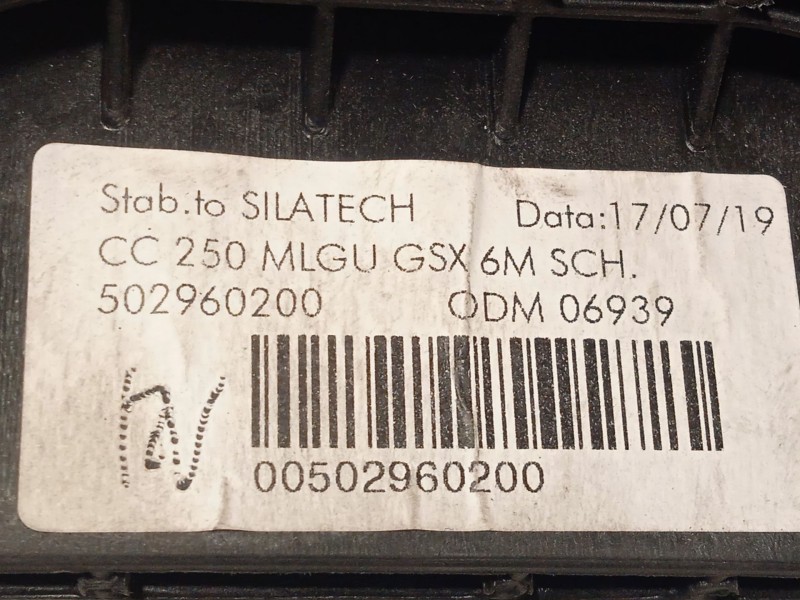 Stab.to SILATECH Data:17/07/19
CC 250 MLGU GSX 6M SCH.
502960200 ODM 06939
00502960200